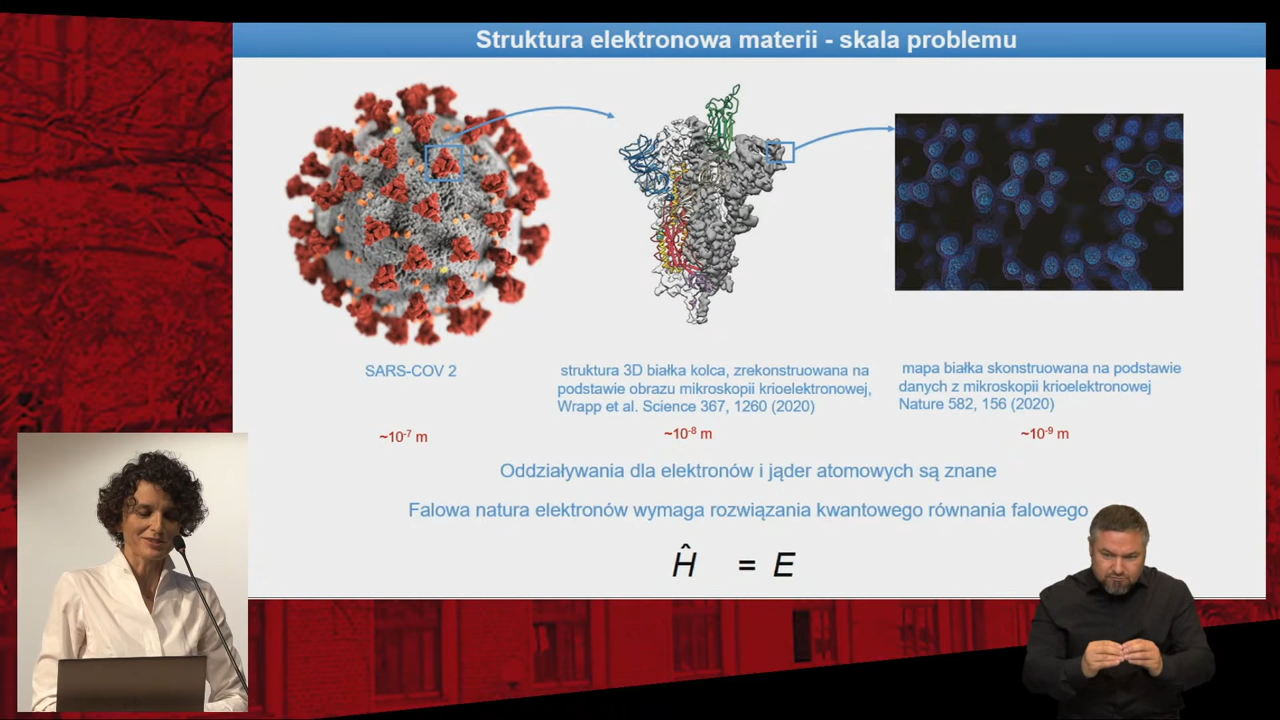 Struktura elektronowa materii - skala problemu
SARS-COV 2
~10⁻⁷ m
struktura 3D białka kolca, zrekonstruowana na
podstawie obrazu mikroskopii krioelektronowej,
Wrapp et al. Science 367, 1260 (2020)
~10⁻⁸ m
mapa białka skonstruowana na podstawie
danych z mikroskopii krioelektronowej
Nature 582, 156 (2020)
~10⁻⁹ m
Oddziaływania dla elektronów i jąder atomowych są znane
Falowa natura elektronów wymaga rozwiązania kwantowego równania falowego
Ĥ = E